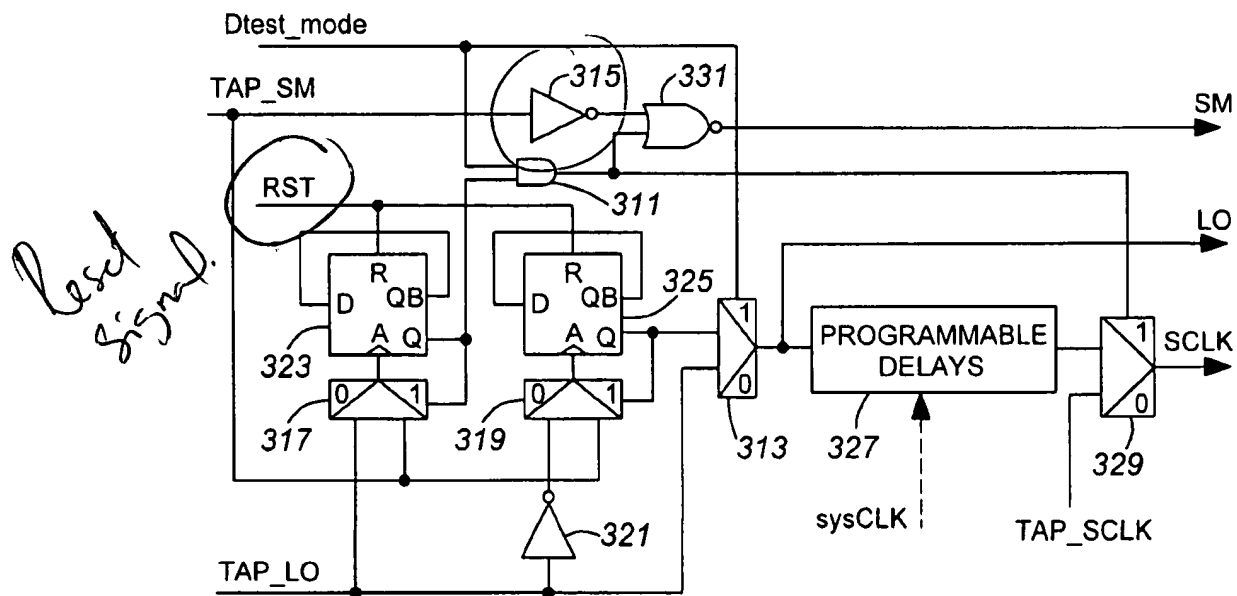 Dtest_mode
315
331
TAP_SM
SM
RST
311
LO
Reset
Signal.
R
D
QB
A
Q
323
R
D
QB
325
A
Q
1
0
PROGRAMMABLE
DELAYS
1
0
SCLK
0
1
317
0
1
319
313
327
329
sysCLK
TAP_SCLK
321
TAP_LO